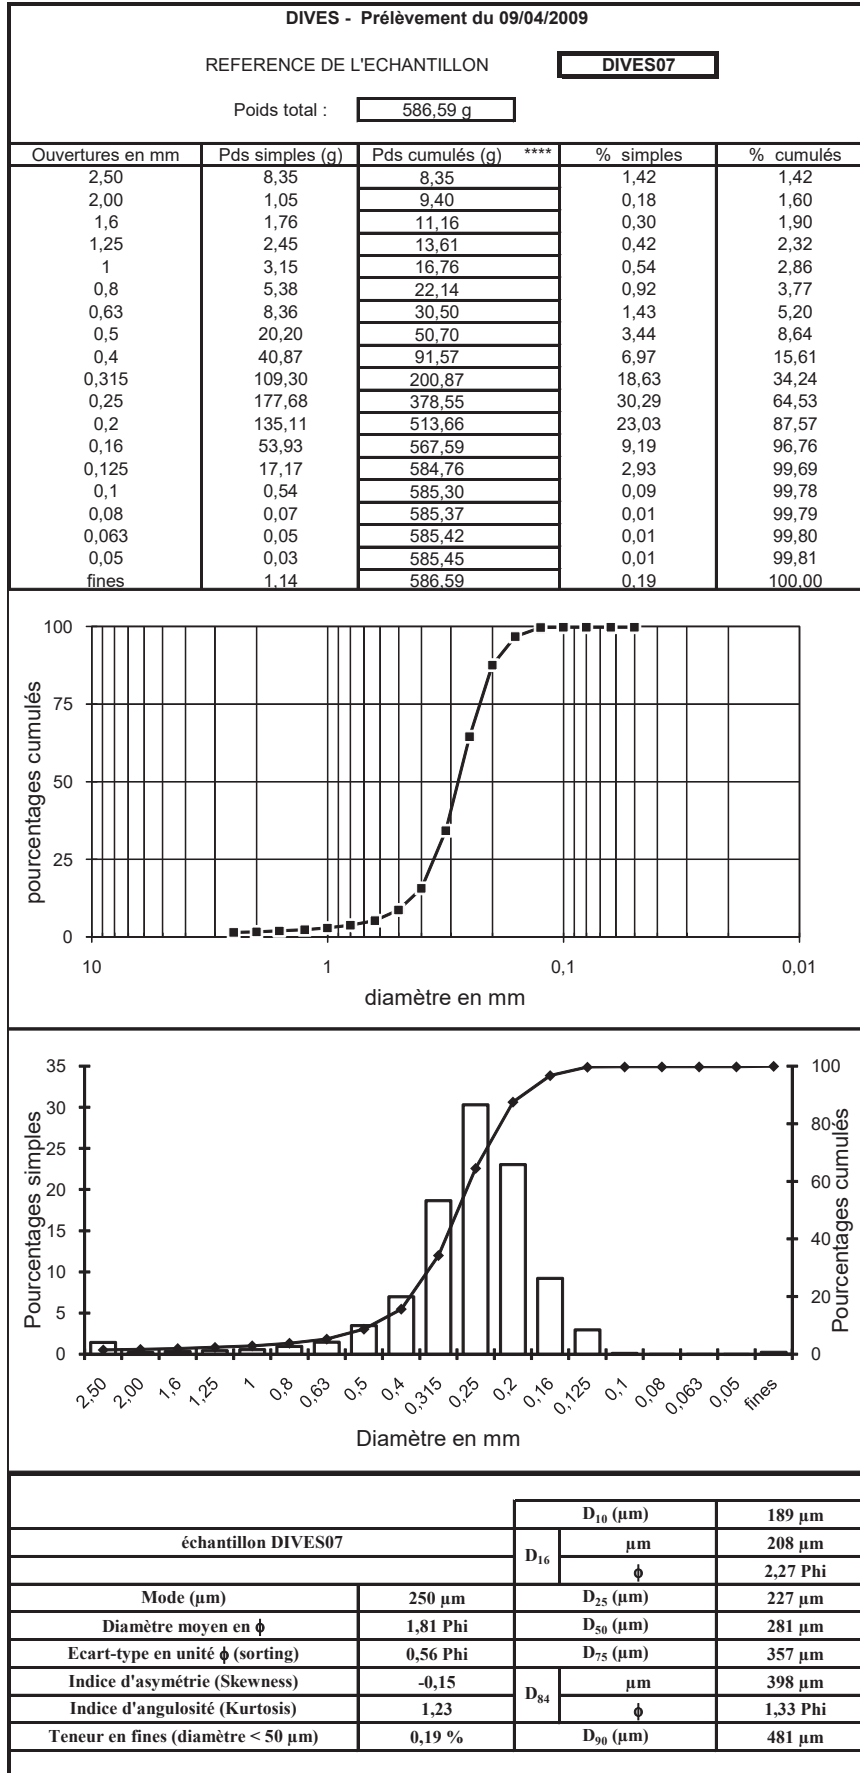 DIVES - Prélèvement du 09/04/2009
REFERENCE DE L'ECHANTILLON DIVES07
Poids total : 586,59 g
Ouvertures en mm Pds simples (g) Pds cumulés (g) **** % simples % cumulés
2,50 8,35 8,35 1,42 1,42
2,00 1,05 9,40 0,18 1,60
1,6 1,76 11,16 0,30 1,90
1,25 2,45 13,61 0,42 2,32
1 3,15 16,76 0,54 2,86
0,8 5,38 22,14 0,92 3,77
0,63 8,36 30,50 1,43 5,20
0,5 20,20 50,70 3,44 8,64
0,4 40,87 91,57 6,97 15,61
0,315 109,30 200,87 18,63 34,24
0,25 177,68 378,55 30,29 64,53
0,2 135,11 513,66 23,03 87,57
0,16 53,93 567,59 9,19 96,76
0,125 17,17 584,76 2,93 99,69
0,1 0,54 585,30 0,09 99,78
0,08 0,07 585,37 0,01 99,79
0,063 0,05 585,42 0,01 99,80
0,05 0,03 585,45 0,01 99,81
fines 1,14 586,59 0,19 100,00
pourcentages cumulés
100
75
50
25
0
10 1 0,1 0,01
diamètre en mm
Pourcentages simples
35
30
25
20
15
10
5
0
100
80
60
40
20
0
Pourcentages cumulés
2,50 2,00 1,6 1,25 1 0,8 0,63 0,5 0,4 0,315 0,25 0,2 0,16 0,125 0,1 0,08 0,063 0,05 fines
Diamètre en mm
échantillon DIVES07
D10 (µm) 189 µm
D16 µm 208 µm
ϕ 2,27 Phi
Mode (µm) 250 µm D25 (µm) 227 µm
Diamètre moyen en ϕ 1,81 Phi D50 (µm) 281 µm
Ecart-type en unité ϕ (sorting) 0,56 Phi D75 (µm) 357 µm
Indice d'asymétrie (Skewness) -0,15 D84 µm 398 µm
Indice d'angulosité (Kurtosis) 1,23 ϕ 1,33 Phi
Teneur en fines (diamètre < 50 µm) 0,19 % D90 (µm) 481 µm